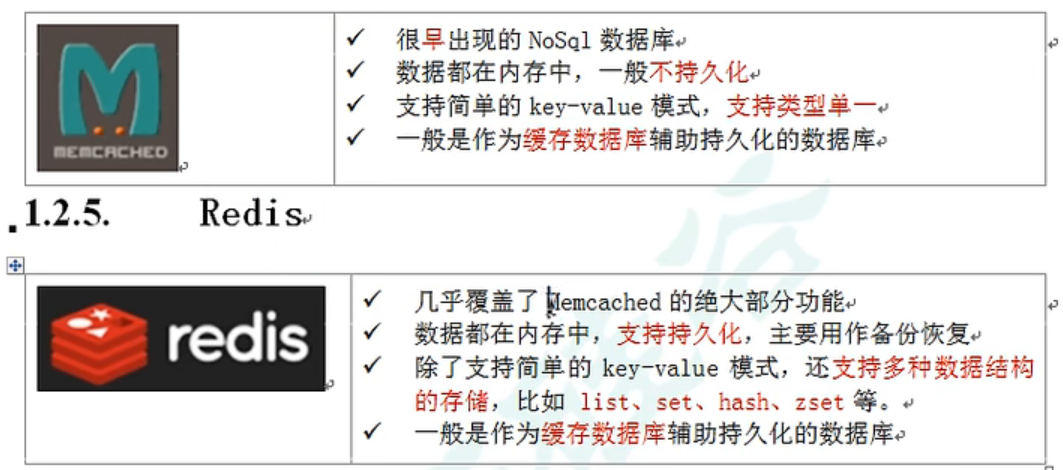 MEMCACHED
✓ 很早出现的 NoSql 数据库
✓ 数据都在内存中，一般不持久化
✓ 支持简单的 key-value 模式，支持类型单一
✓ 一般是作为缓存数据库辅助持久化的数据库
1.2.5. Redis
redis
✓ 几乎覆盖了 Memcached 的绝大部分功能
✓ 数据都在内存中，支持持久化，主要用作备份恢复
✓ 除了支持简单的 key-value 模式，还支持多种数据结构
的存储，比如 list、set、hash、zset 等。
✓ 一般是作为缓存数据库辅助持久化的数据库